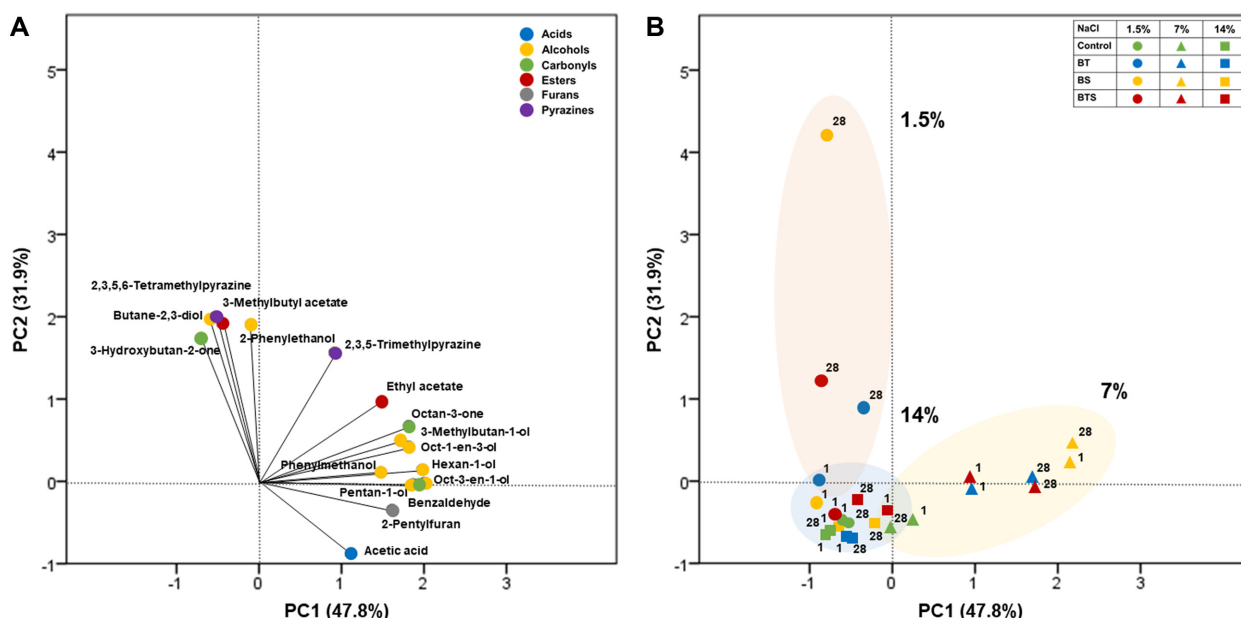 A
Acids
Alcohols
Carbonyls
Esters
Furans
Pyrazines
5
4
3
2
1
0
-1
PC2 (31.9%)
2,3,5,6-Tetramethylpyrazine
3-Methylbutyl acetate
Butane-2,3-diol
2-Phenylethanol
3-Hydroxybutan-2-one
2,3,5-Trimethylpyrazine
Ethyl acetate
Octan-3-one
3-Methylbutan-1-ol
Oct-1-en-3-ol
Phenylmethanol
Hexan-1-ol
Oct-3-en-1-ol
Pentan-1-ol
Benzaldehyde
2-Pentylfuran
Acetic acid
-1 0 1 2 3
PC1 (47.8%)
B
NaCl 1.5% 7% 14%
Control
BT
BS
BTS
5
4
3
2
1
0
-1
PC2 (31.9%)
28
1.5%
28
28
14%
7%
28
1
1
28
1
28
1
1
28
1
1
28
1
28
28
1
28
1
1
28
-1 0 1 2 3
PC1 (47.8%)